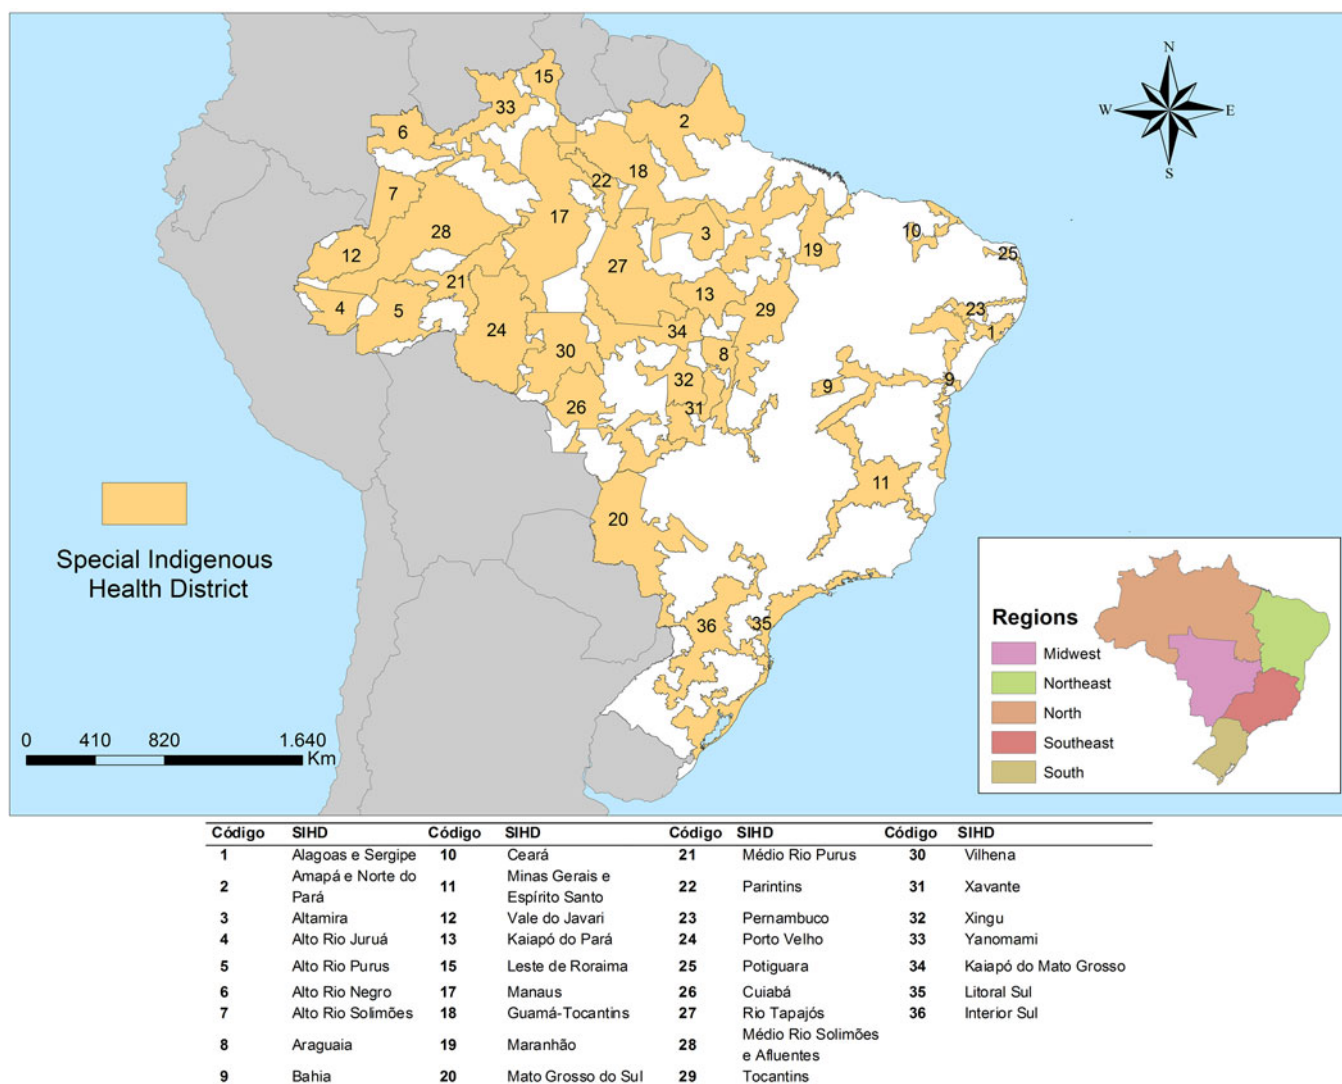 N
W
E
S
15
33
2
6
18
22
7
17
10
28
3
12
19
25
27
21
13
4
5
29
23
24
34
1
30
8
32
9
9
26
31
11
20
36
35
Special Indigenous
Health District
0 410 820 1.640
Km
Regions
Midwest
Northeast
North
Southeast
South
Código SIHD Código SIHD Código SIHD Código SIHD
1 Alagoas e Sergipe 10 Ceará 21 Médio Rio Purus 30 Vilhena
2 Amapá e Norte do Pará 11 Minas Gerais e Espírito Santo 22 Parintins 31 Xavante
3 Altamira 12 Vale do Javari 23 Pernambuco 32 Xingu
4 Alto Rio Juruá 13 Kaiapó do Pará 24 Porto Velho 33 Yanomami
5 Alto Rio Purus 15 Leste de Roraima 25 Potiguara 34 Kaiapó do Mato Grosso
6 Alto Rio Negro 17 Manaus 26 Cuiabá 35 Litoral Sul
7 Alto Rio Solimões 18 Guamá-Tocantins 27 Rio Tapajós 36 Interior Sul
8 Araguaia 19 Maranhão 28 Médio Rio Solimões e Afluentes
9 Bahia 20 Mato Grosso do Sul 29 Tocantins